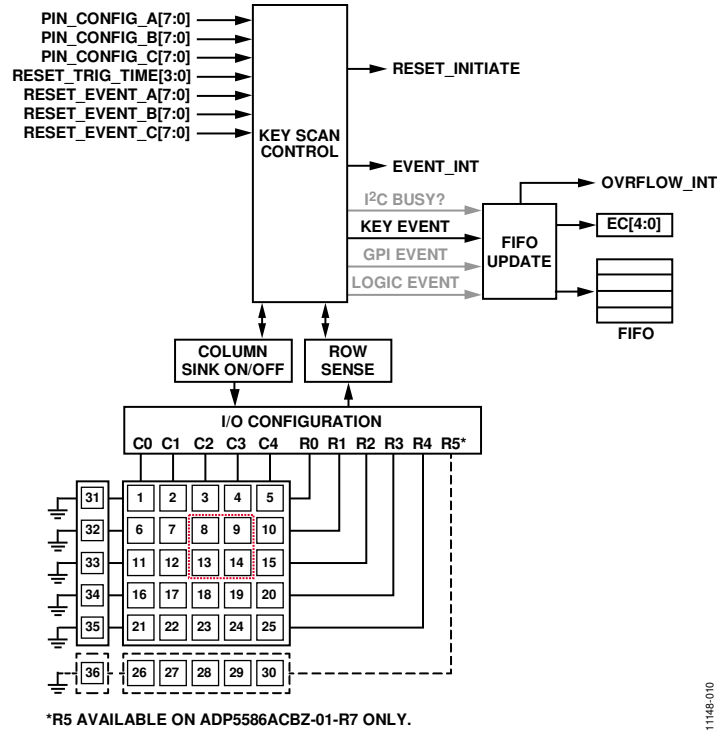 PIN_CONFIG_A[7:0]
PIN_CONFIG_B[7:0]
PIN_CONFIG_C[7:0]
RESET_TRIG_TIME[3:0]
RESET_EVENT_A[7:0]
RESET_EVENT_B[7:0]
RESET_EVENT_C[7:0]
KEY SCAN
CONTROL
RESET_INITIATE
EVENT_INT
I2C BUSY?
KEY EVENT
GPI EVENT
LOGIC EVENT
FIFO
UPDATE
OVRFLOW_INT
EC[4:0]
FIFO
COLUMN
SINK ON/OFF
ROW
SENSE
I/O CONFIGURATION
C0 C1 C2 C3 C4 R0 R1 R2 R3 R4 R5*
31 1 2 3 4 5
32 6 7 8 9 10
33 11 12 13 14 15
34 16 17 18 19 20
35 21 22 23 24 25
36 26 27 28 29 30
*R5 AVAILABLE ON ADP5586ACBZ-01-R7 ONLY.
11148-010